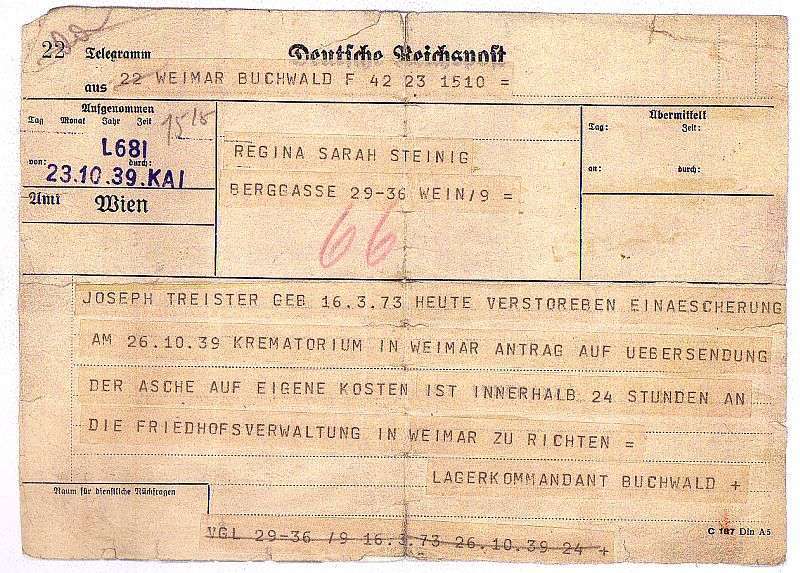 22 Telegramm Deutsche Reichspost
aus 22 WEIMAR BUCHWALD F 42 23 1510 =
Aufgenommen
Tag Monat Jahr Zeit 1515
L681
von: durch:
23.10.39.KAI
Amt Wien
REGINA SARAH STEINIG
BERGGASSE 29-36 WEIN/9 =
66
Übermittelt
Tag: Zeit:
an: durch:
JOSEPH TREISTER GEB 16.3.73 HEUTE VERSTOREBEN EINAESCHERUNG
AM 26.10.39 KREMATORIUM IN WEIMAR ANTRAG AUF UEBERSENDUNG
DER ASCHE AUF EIGENE KOSTEN IST INNERHALB 24 STUNDEN AN
DIE FRIEDHOFSVERWALTUNG IN WEIMAR ZU RICHTEN =
LAGERKOMMANDANT BUCHWALD +
Raum für dienstliche Rückfragen
VGL 29-36 /9 16.3.73 26.10.39 24 +
C 187 Din A5